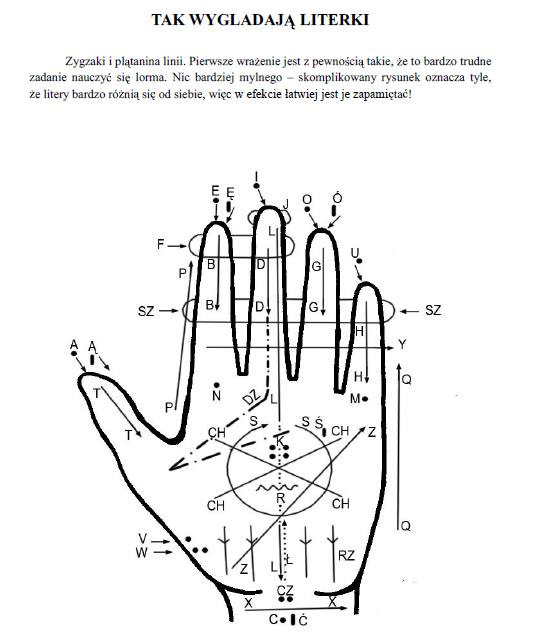 TAK WYGLADAJĄ LITERKI
Zygzaki i plątanina linii. Pierwsze wrażenie jest z pewnością takie, że to bardzo trudne
zadanie nauczyć się lorma. Nic bardziej mylnego – skomplikowany rysunek oznacza tyle,
że litery bardzo różnią się od siebie, więc w efekcie łatwiej jest je zapamiętać!
I
E Ę O Ó
J
L
F U
P B D G
SZ B D G SZ
H
A Ą Y
T N DZ L H M Q
P
T S S Ś
CH K CH Z
R
CH CH
Q
V
W Ł RZ
Z L
CZ
X X
C Ć